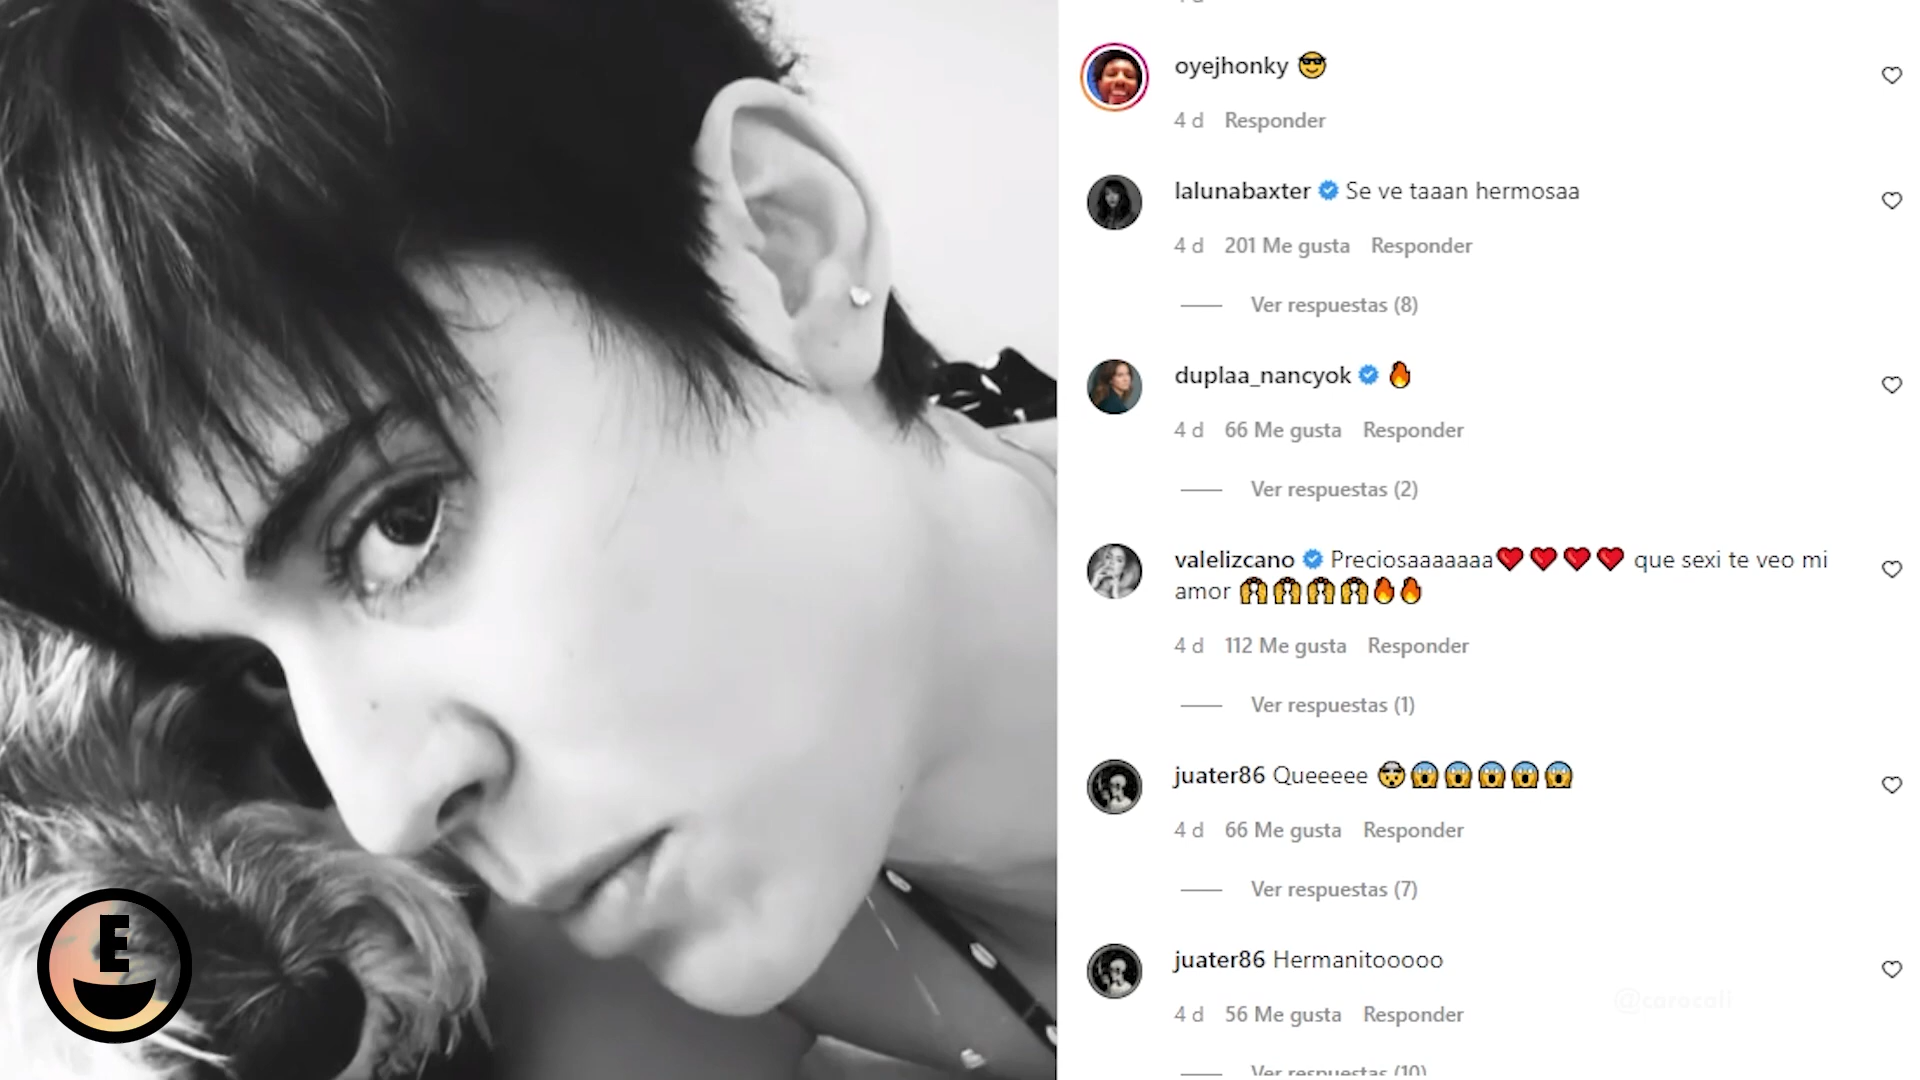 oyejhonky 😎
4 d Responder
lalunabaxter Se ve taaan hermosaa
4 d 201 Me gusta Responder
Ver respuestas (8)
duplaa_nancyok 🔥
4 d 66 Me gusta Responder
Ver respuestas (2)
valelizcano Preciosaaaaaaa❤️❤️❤️❤️ que sexi te veo mi
amor 🙌🙌🙌🙌🔥🔥
4 d 112 Me gusta Responder
Ver respuestas (1)
juater86 Queeeee 🤯😱😱😱😱😱
4 d 66 Me gusta Responder
Ver respuestas (7)
juater86 Hermanitooooo
4 d 56 Me gusta Responder
Ver respuestas (10)
E